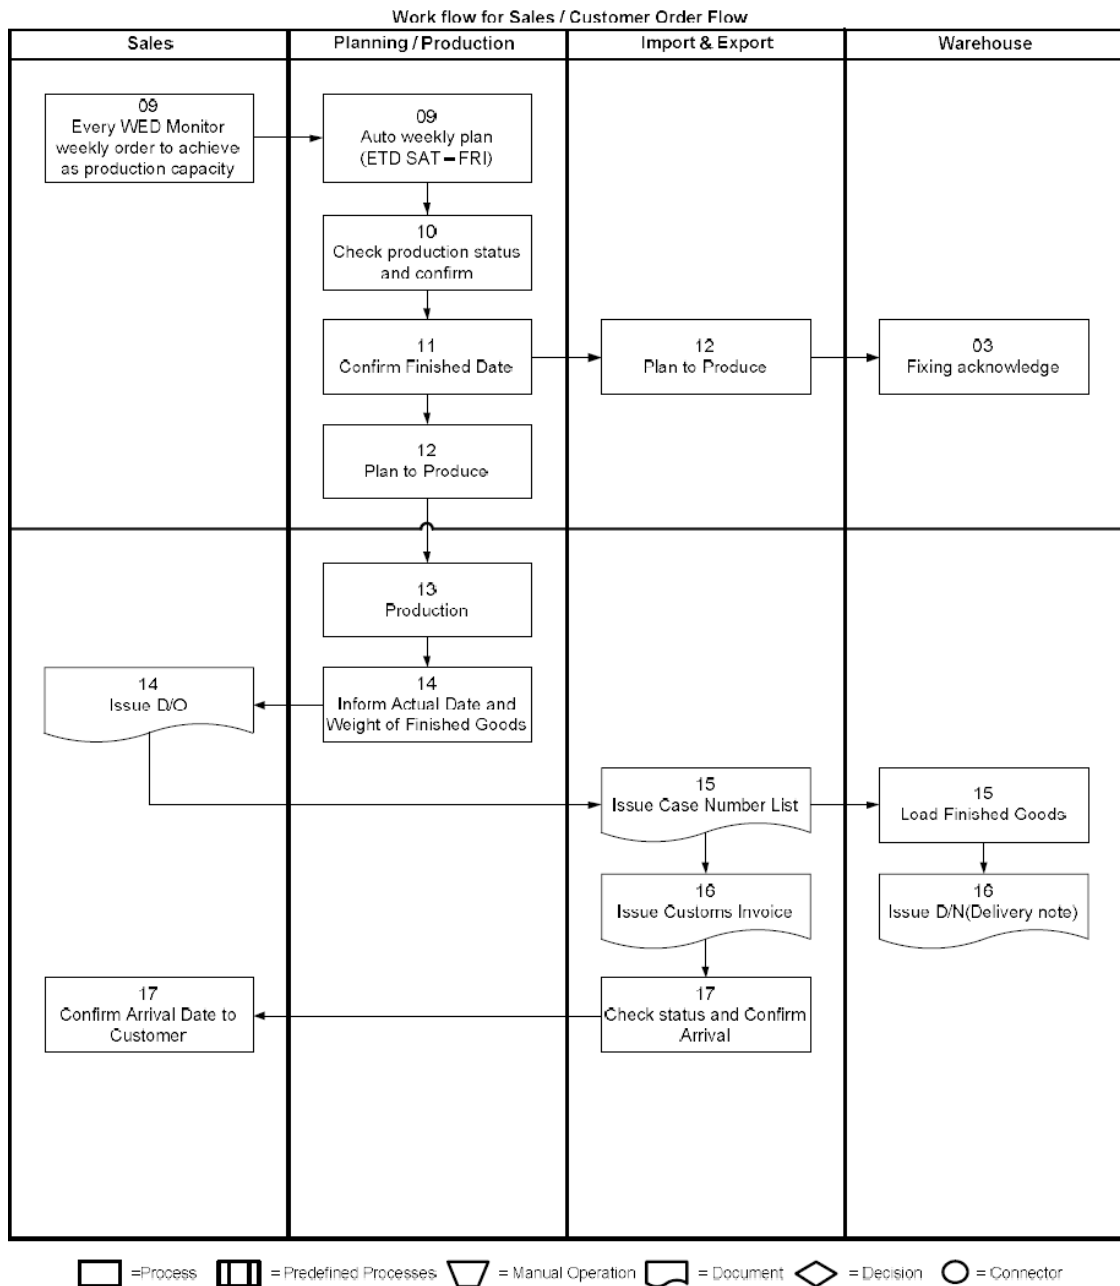 Work flow for Sales / Customer Order Flow
Sales
Planning / Production
Import & Export
Warehouse
09
Every WED Monitor
weekly order to achieve
as production capacity
09
Auto weekly plan
(ETD SAT – FRI)
10
Check production status
and confirm
11
Confirm Finished Date
12
Plan to Produce
03
Fixing acknowledge
12
Plan to Produce
13
Production
14
Issue D/O
14
Inform Actual Date and
Weight of Finished Goods
15
Issue Case Number List
15
Load Finished Goods
16
Issue Customs Invoice
16
Issue D/N(Delivery note)
17
Confirm Arrival Date to
Customer
17
Check status and Confirm
Arrival
=Process
= Predefined Processes
= Manual Operation
= Document
= Decision
= Connector